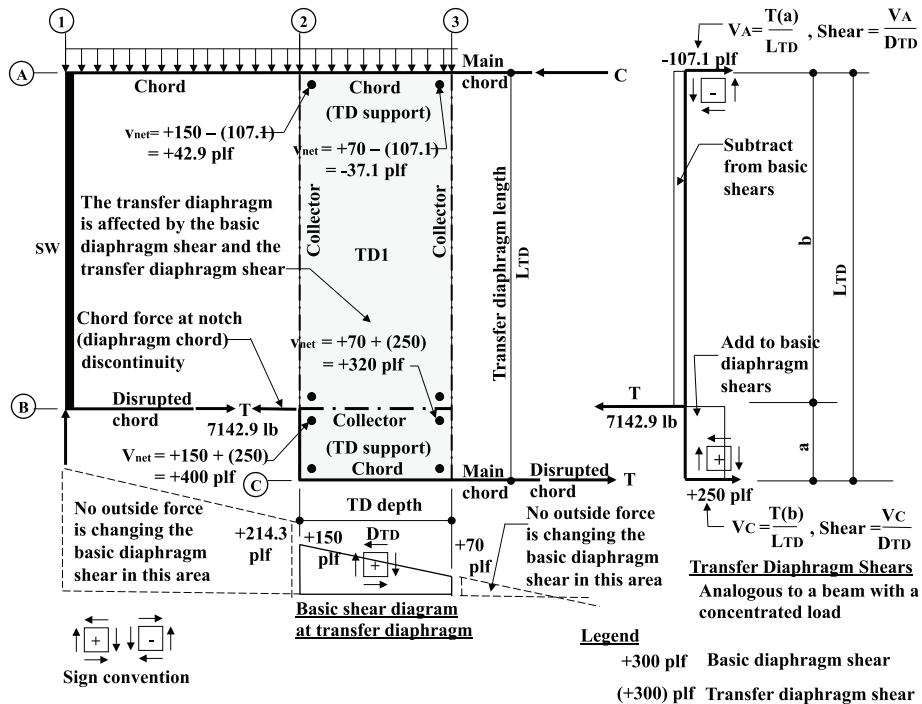 1
2
3
A
B
C
Chord
Chord
(TD support)
Main
chord
C
vnet= +150 – (107.1)
= +42.9 plf
vnet= +70 – (107.1)
= -37.1 plf
The transfer diaphragm
is affected by the basic
diaphragm shear and the
transfer diaphragm shear
SW
Collector
TD1
Collector
Transfer diaphragm length
LTD
Chord force at notch
(diaphragm chord)
discontinuity
vnet= +70 + (250)
= +320 plf
Disrupted
chord
T
7142.9 lb
Collector
(TD support)
Chord
vnet= +150 + (250)
= +400 plf
Main
chord
Disrupted
chord
T
No outside force
is changing the
basic diaphragm
shear in this area
+214.3
plf
TD depth
+150
plf
DTD
+
+70
plf
No outside force
is changing the
basic diaphragm
shear in this area
Basic shear diagram
at transfer diaphragm
+
-
Sign convention
VA= T(a)/LTD , Shear= VA/DTD
-107.1 plf
-
Subtract
from basic
shears
b
LTD
Add to basic
diaphragm
shears
T
7142.9 lb
a
+
+250 plf
VC= T(b)/LTD , Shear= VC/DTD
Transfer Diaphragm Shears
Analogous to a beam with a
concentrated load
Legend
+300 plf Basic diaphragm shear
(+300) plf Transfer diaphragm shear